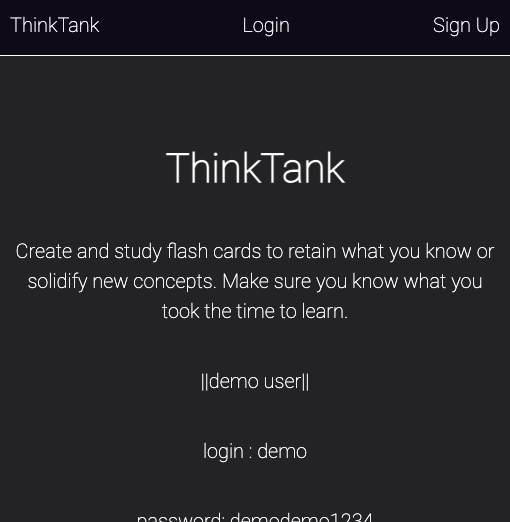 ThinkTank Login Sign Up
ThinkTank
Create and study flash cards to retain what you know or
solidify new concepts. Make sure you know what you
took the time to learn.
||demo user||
login : demo
password: demodemo1234